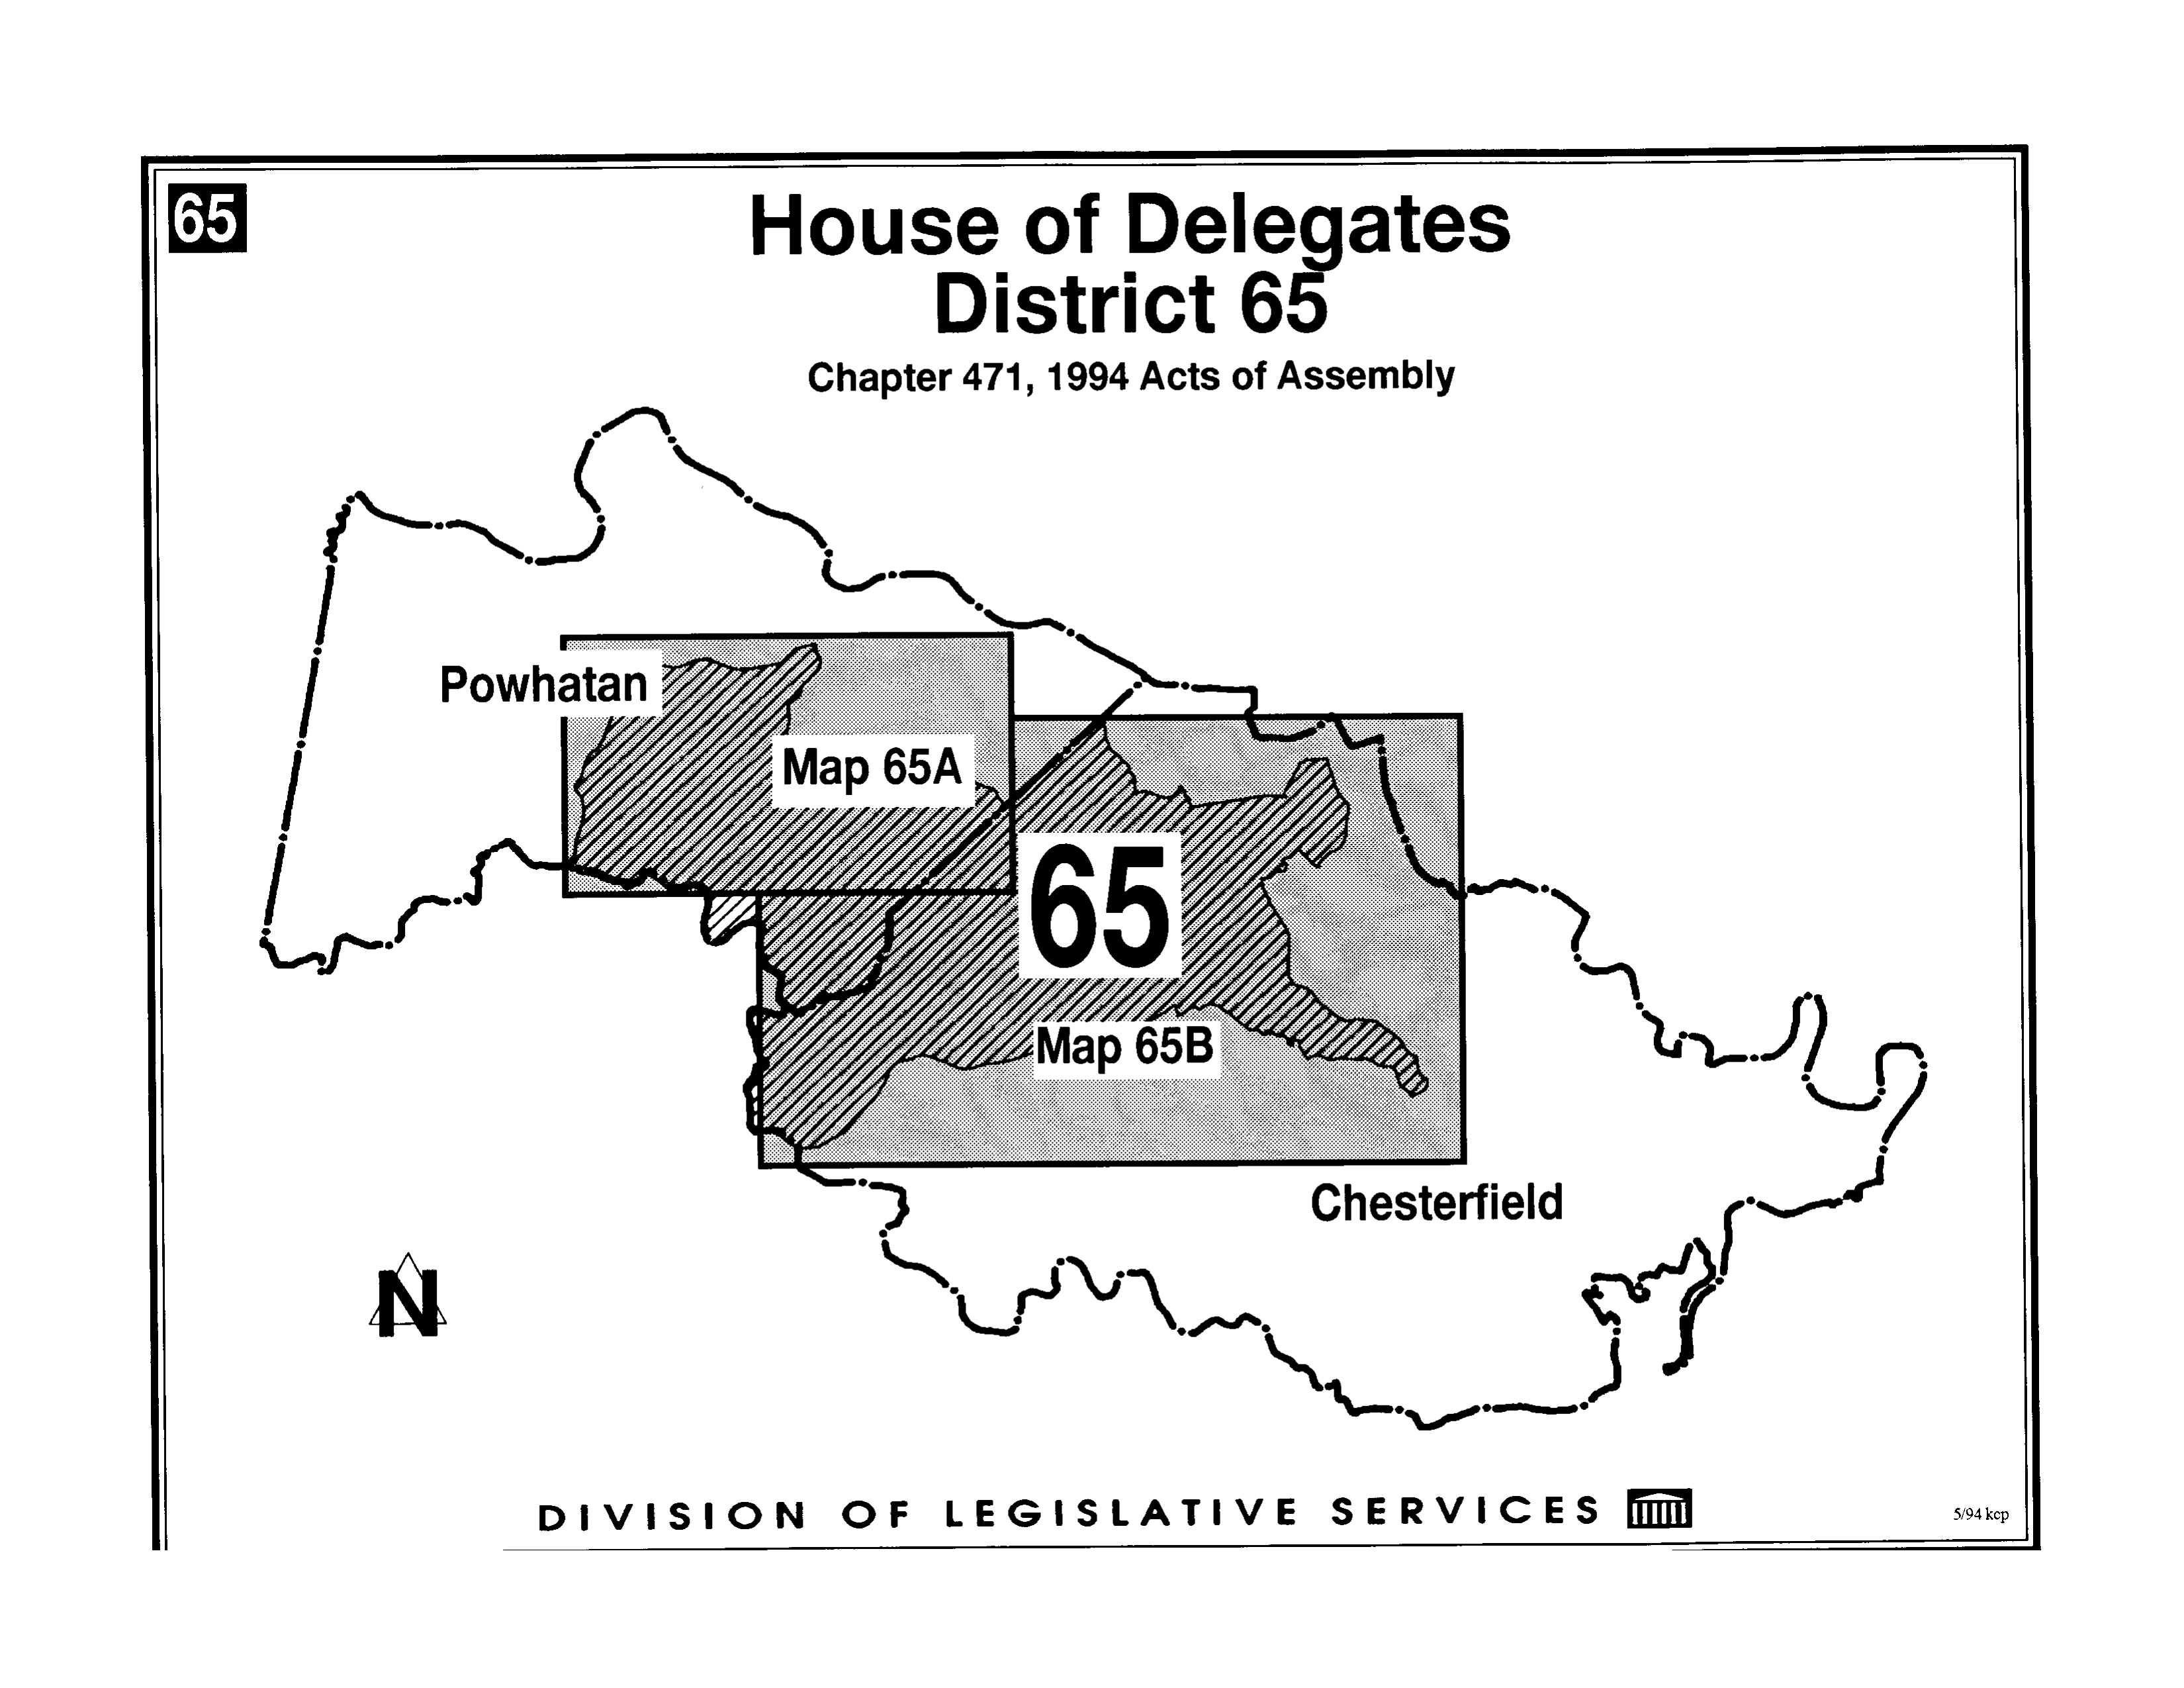 65
House of Delegates
District 65
Chapter 471, 1994 Acts of Assembly
Powhatan
Map 65A
65
Map 65B
Chesterfield
N
DIVISION OF LEGISLATIVE SERVICES
5/94 kcp